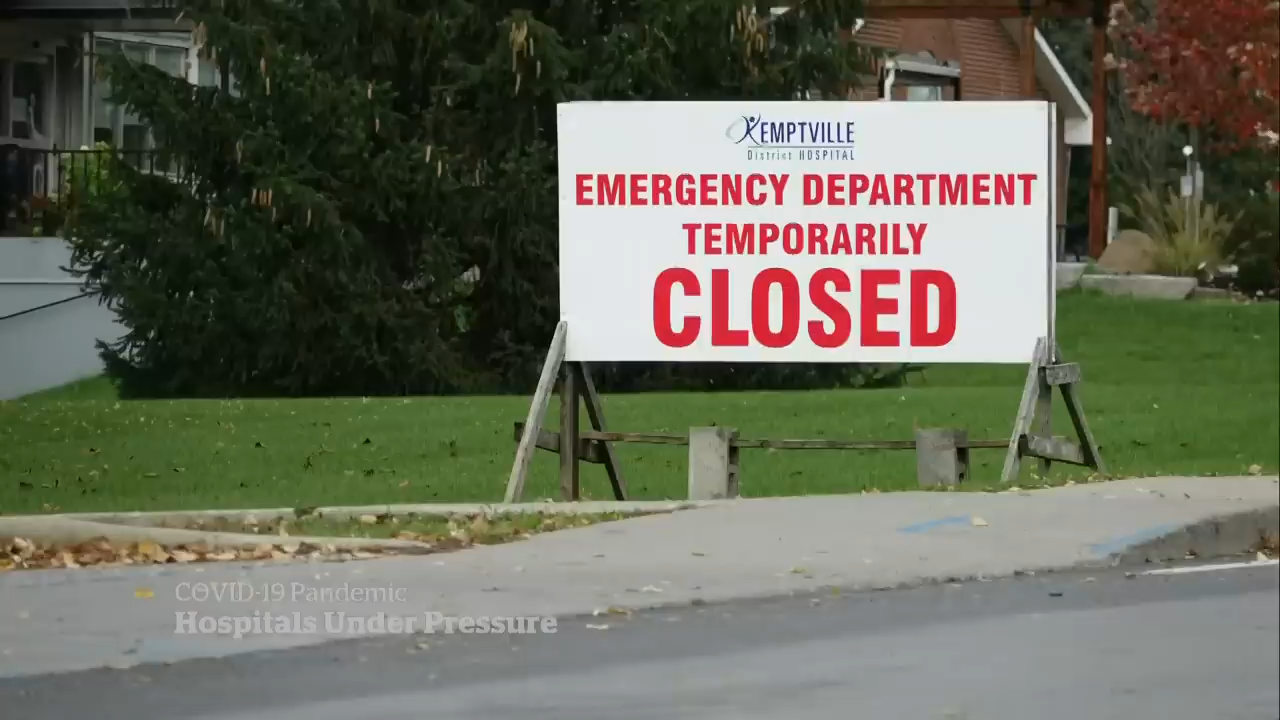 KEMPTVILLE
District HOSPITAL
EMERGENCY DEPARTMENT
TEMPORARILY
CLOSED
COVID-19 Pandemic
Hospitals Under Pressure